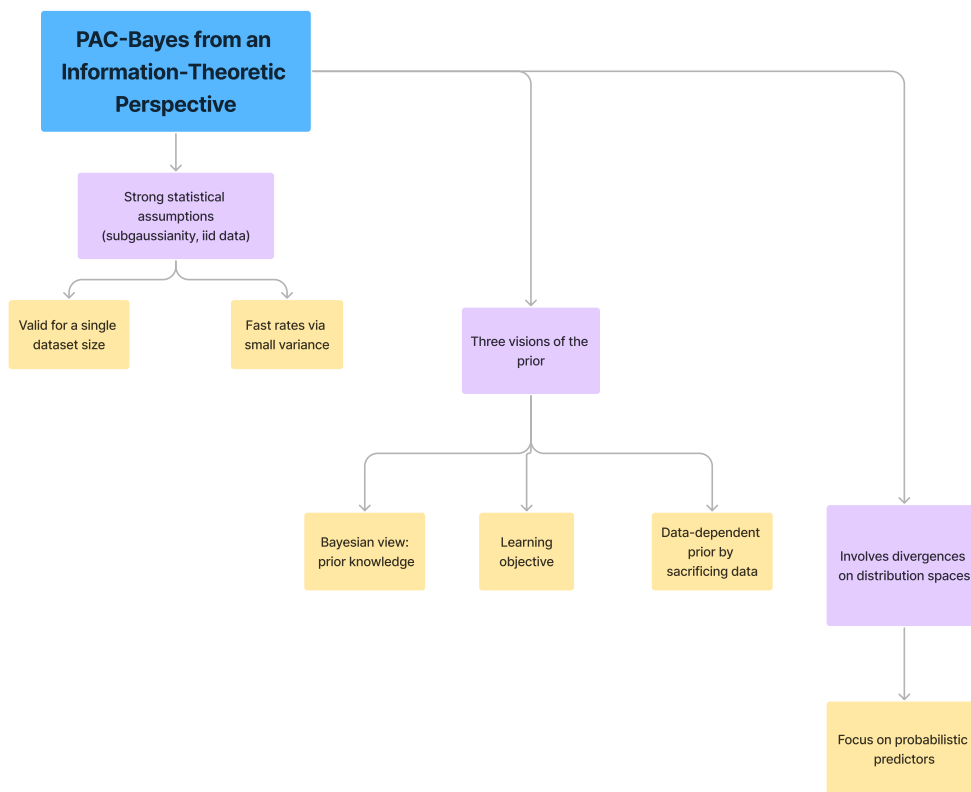 PAC-Bayes from an
Information-Theoretic
Perspective
Strong statistical
assumptions
(subgaussianity, iid data)
Valid for a single
dataset size
Fast rates via
small variance
Three visions of the
prior
Bayesian view:
prior knowledge
Learning
objective
Data-dependent
prior by
sacrificing data
Involves divergences
on distribution spaces
Focus on probabilistic
predictors